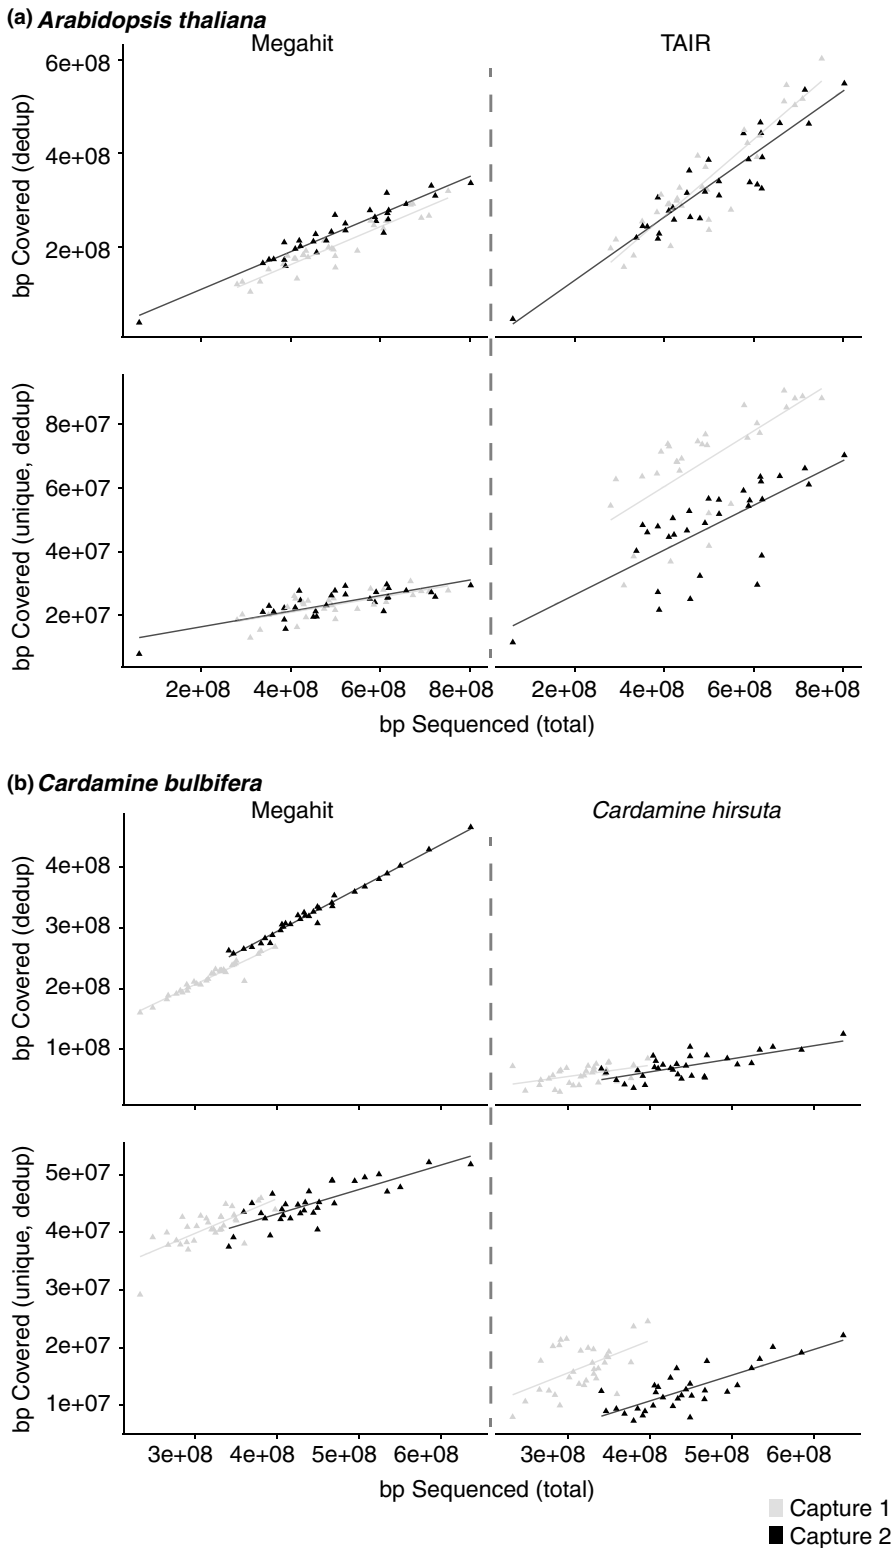 (a) Arabidopsis thaliana
Megahit
TAIR
bp Covered (dedup)
6e+08
4e+08
2e+08
bp Covered (unique, dedup)
8e+07
6e+07
4e+07
2e+07
2e+08 4e+08 6e+08 8e+08
2e+08 4e+08 6e+08 8e+08
bp Sequenced (total)
(b) Cardamine bulbifera
Megahit
Cardamine hirsuta
bp Covered (dedup)
4e+08
3e+08
2e+08
1e+08
bp Covered (unique, dedup)
5e+07
4e+07
3e+07
2e+07
1e+07
3e+08 4e+08 5e+08 6e+08
3e+08 4e+08 5e+08 6e+08
bp Sequenced (total)
Capture 1
Capture 2